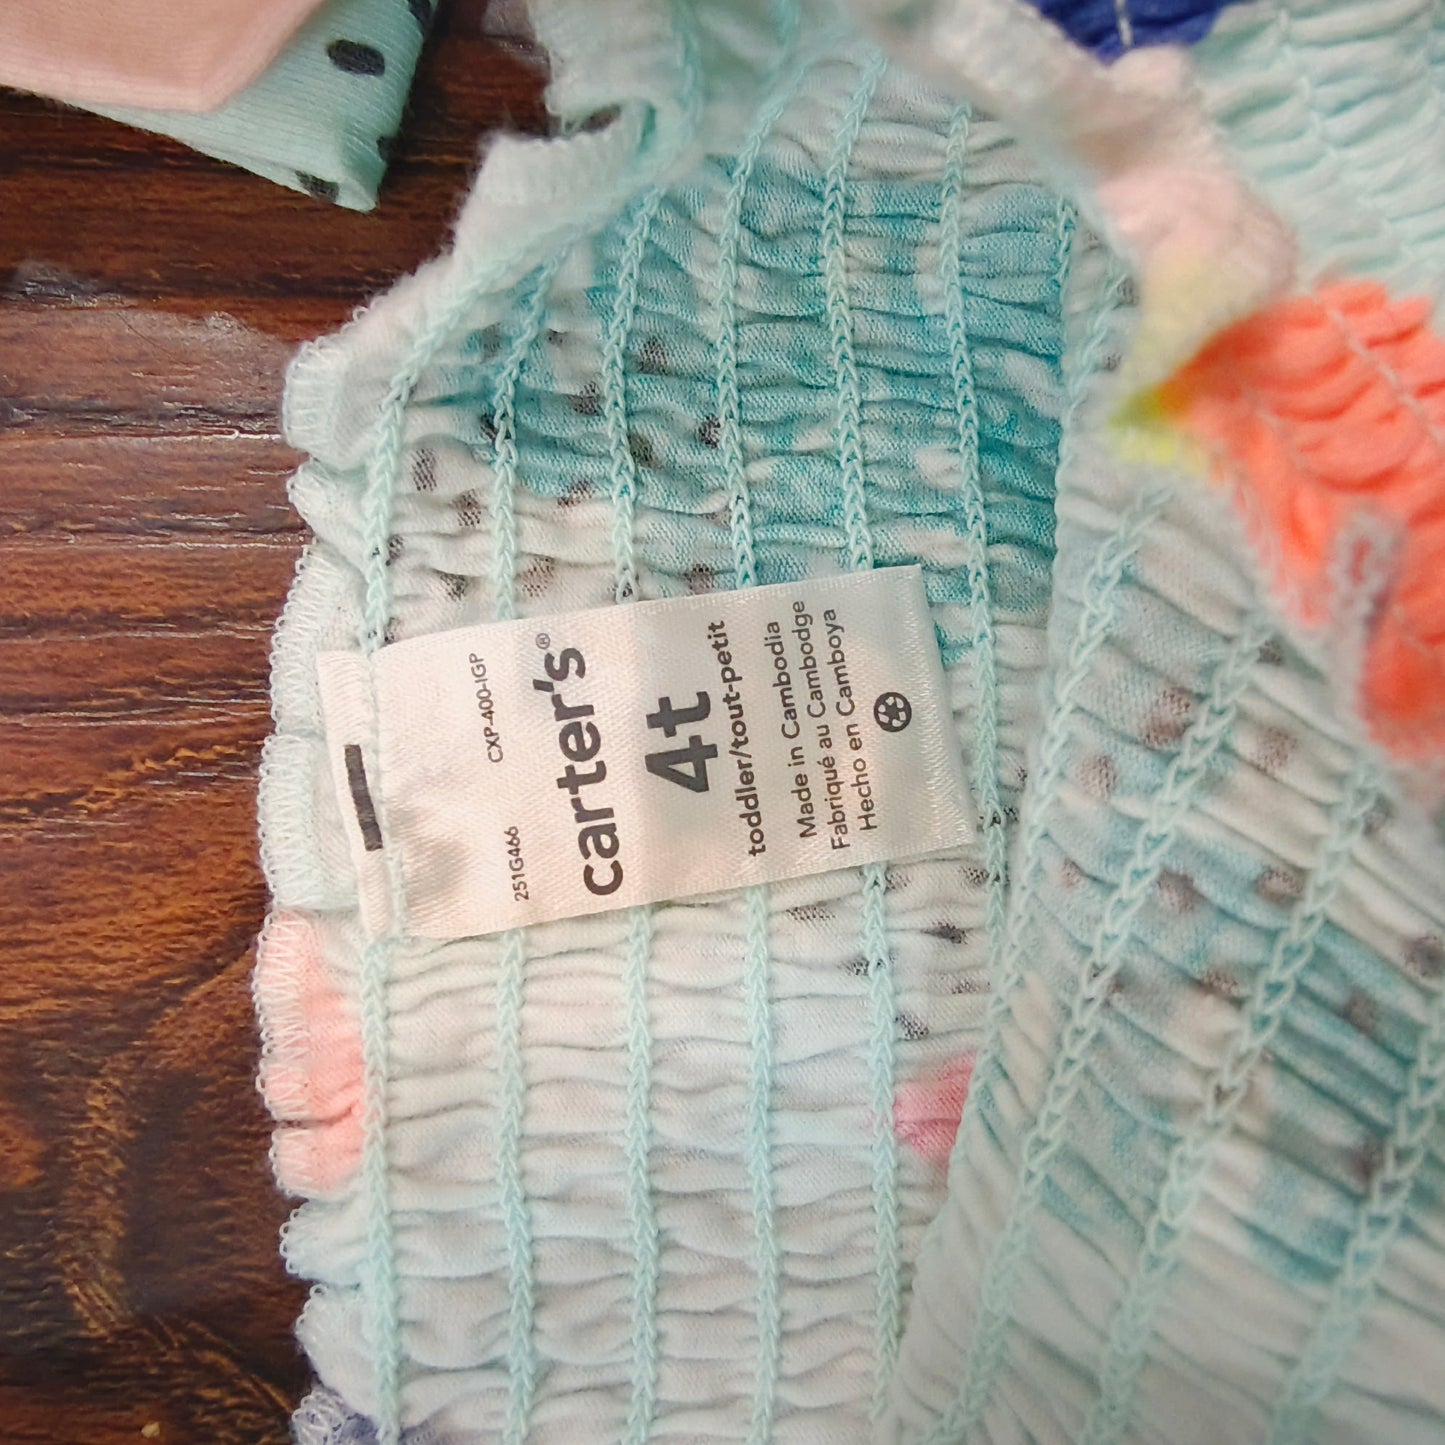 251G466 CXP-400-IGP
carter's®
4t
toddler/tout-petit
Made in Cambodia
Fabriqué au Cambodge
Hecho en Camboya